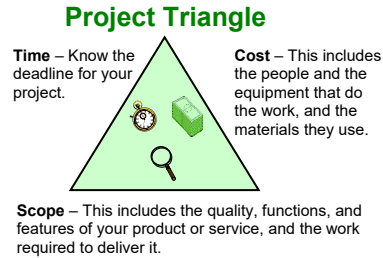 Project Triangle
Time – Know the
deadline for your
project.
Cost – This includes
the people and the
equipment that do
the work, and the
materials they use.
Scope – This includes the quality, functions, and
features of your product or service, and the work
required to deliver it.